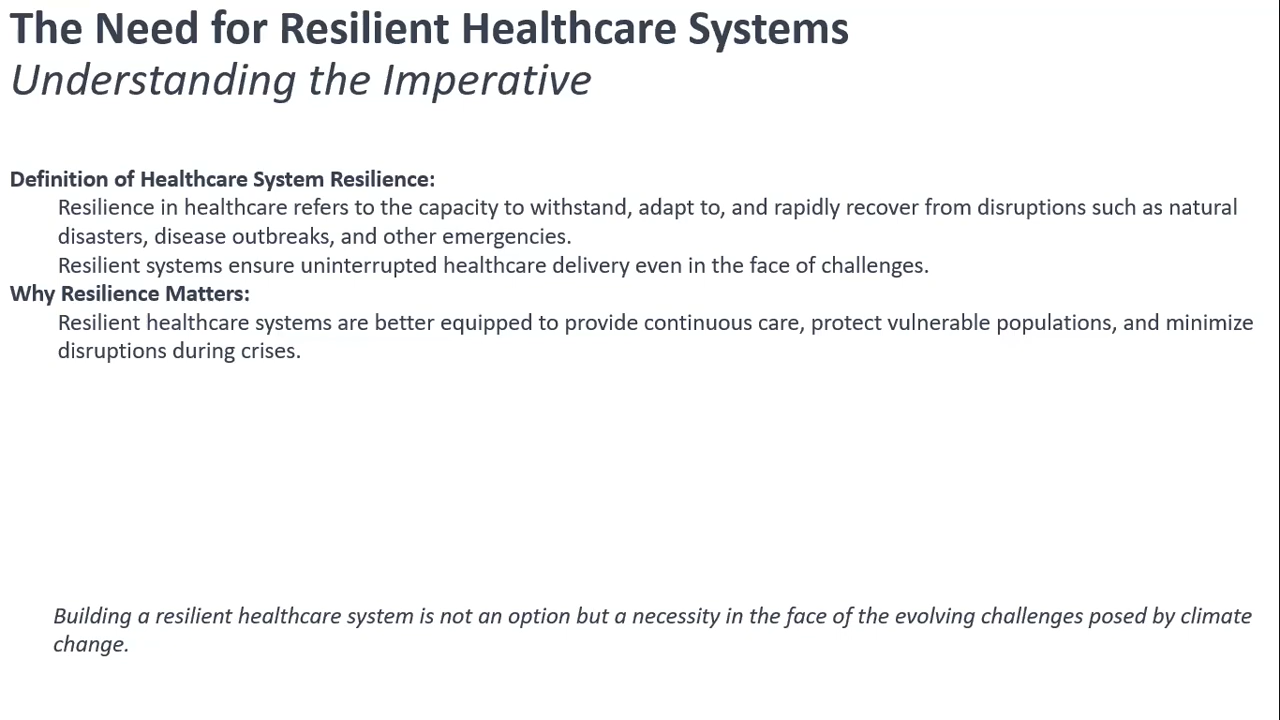 The Need for Resilient Healthcare Systems
Understanding the Imperative
Definition of Healthcare System Resilience:
Resilience in healthcare refers to the capacity to withstand, adapt to, and rapidly recover from disruptions such as natural
disasters, disease outbreaks, and other emergencies.
Resilient systems ensure uninterrupted healthcare delivery even in the face of challenges.
Why Resilience Matters:
Resilient healthcare systems are better equipped to provide continuous care, protect vulnerable populations, and minimize
disruptions during crises.
Building a resilient healthcare system is not an option but a necessity in the face of the evolving challenges posed by climate
change.